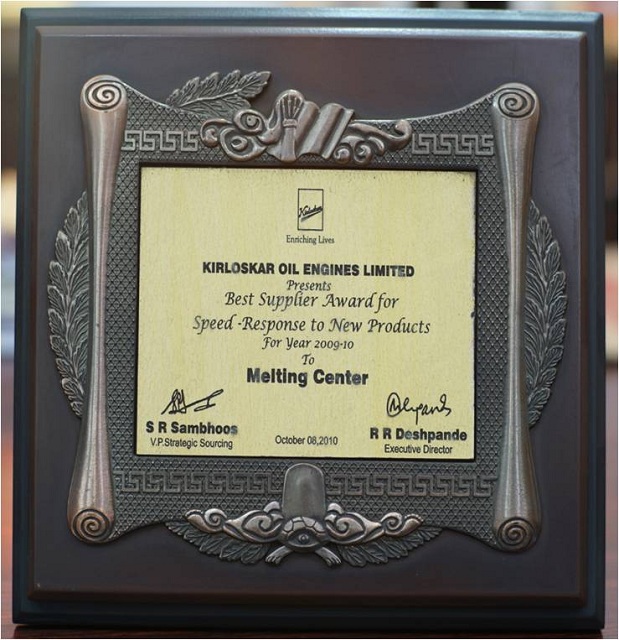 Kirloskar
Enriching Lives
KIRLOSKAR OIL ENGINES LIMITED
Presents
Best Supplier Award for
Speed -Response to New Products
For Year 2009-10
To
Melting Center
S R Sambhoos
V.P.Strategic Sourcing
October 08,2010
R R Deshpande
Executive Director